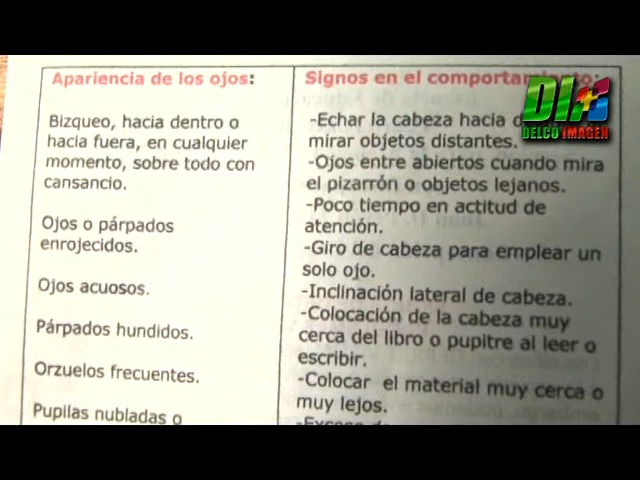 Apariencia de los ojos:
Bizqueo, hacia dentro o
hacia fuera, en cualquier
momento, sobre todo con
cansancio.
Ojos o párpados
enrojecidos.
Ojos acuosos.
Párpados hundidos.
Orzuelos frecuentes.
Pupilas nubladas o
Signos en el comportamiento:
-Echar la cabeza hacia
mirar objetos distantes.
-Ojos entre abiertos cuando mira
el pizarrón o objetos lejanos.
-Poco tiempo en actitud de
atención.
-Giro de cabeza para emplear un
solo ojo.
-Inclinación lateral de cabeza.
-Colocación de la cabeza muy
cerca del libro o pupitre al leer o
escribir.
-Colocar el material muy cerca o
muy lejos.
DELCO IMAGEN